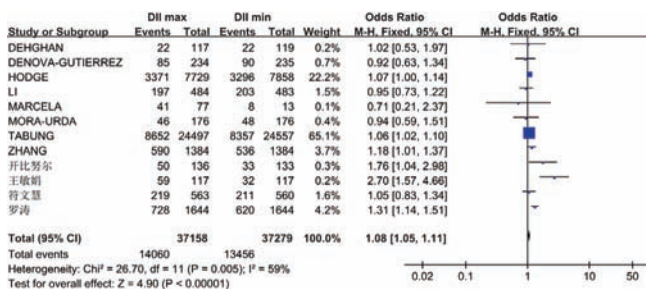 DII max DII min Odds Ratio Odds Ratio
Study or Subgroup Events Total Events Total Weight M-H. Fixed. 95% CI M-H. Fixed. 95% CI
DEHGHAN 22 117 22 119 0.2% 1.02 [0.53, 1.97]
DENOVA-GUTIERREZ 85 234 90 235 0.9% 0.92 [0.63, 1.34]
HODGE 3371 7729 3296 7858 22.2% 1.07 [1.00, 1.14]
LI 197 484 203 483 1.9% 0.95 [0.73, 1.22]
MARCELA 41 77 8 13 0.2% 0.71 [0.21, 2.37]
MORA-URDA 46 176 48 176 0.5% 0.94 [0.59, 1.51]
TABUNG 8652 24497 8357 24557 65.1% 1.06 [1.02, 1.10]
ZHANG 590 1384 536 1384 3.7% 1.18 [1.01, 1.37]
开比努尔 50 136 33 133 0.2% 1.76 [1.04, 2.98]
王敏娟 59 117 32 117 0.2% 2.70 [1.57, 4.66]
符文慧 219 563 211 560 0.9% 1.05 [0.83, 1.34]
罗涛 728 1644 620 1644 4.2% 1.31 [1.14, 1.51]
Total (95% CI) 37158 37279 100.0% 1.08 [1.05, 1.11]
Total events 14060 13456
Heterogeneity: Chi² = 26.70, df = 11 (P = 0.005); I² = 59%
Test for overall effect: Z = 4.90 (P < 0.00001)
0.02 0.1 1 10 50